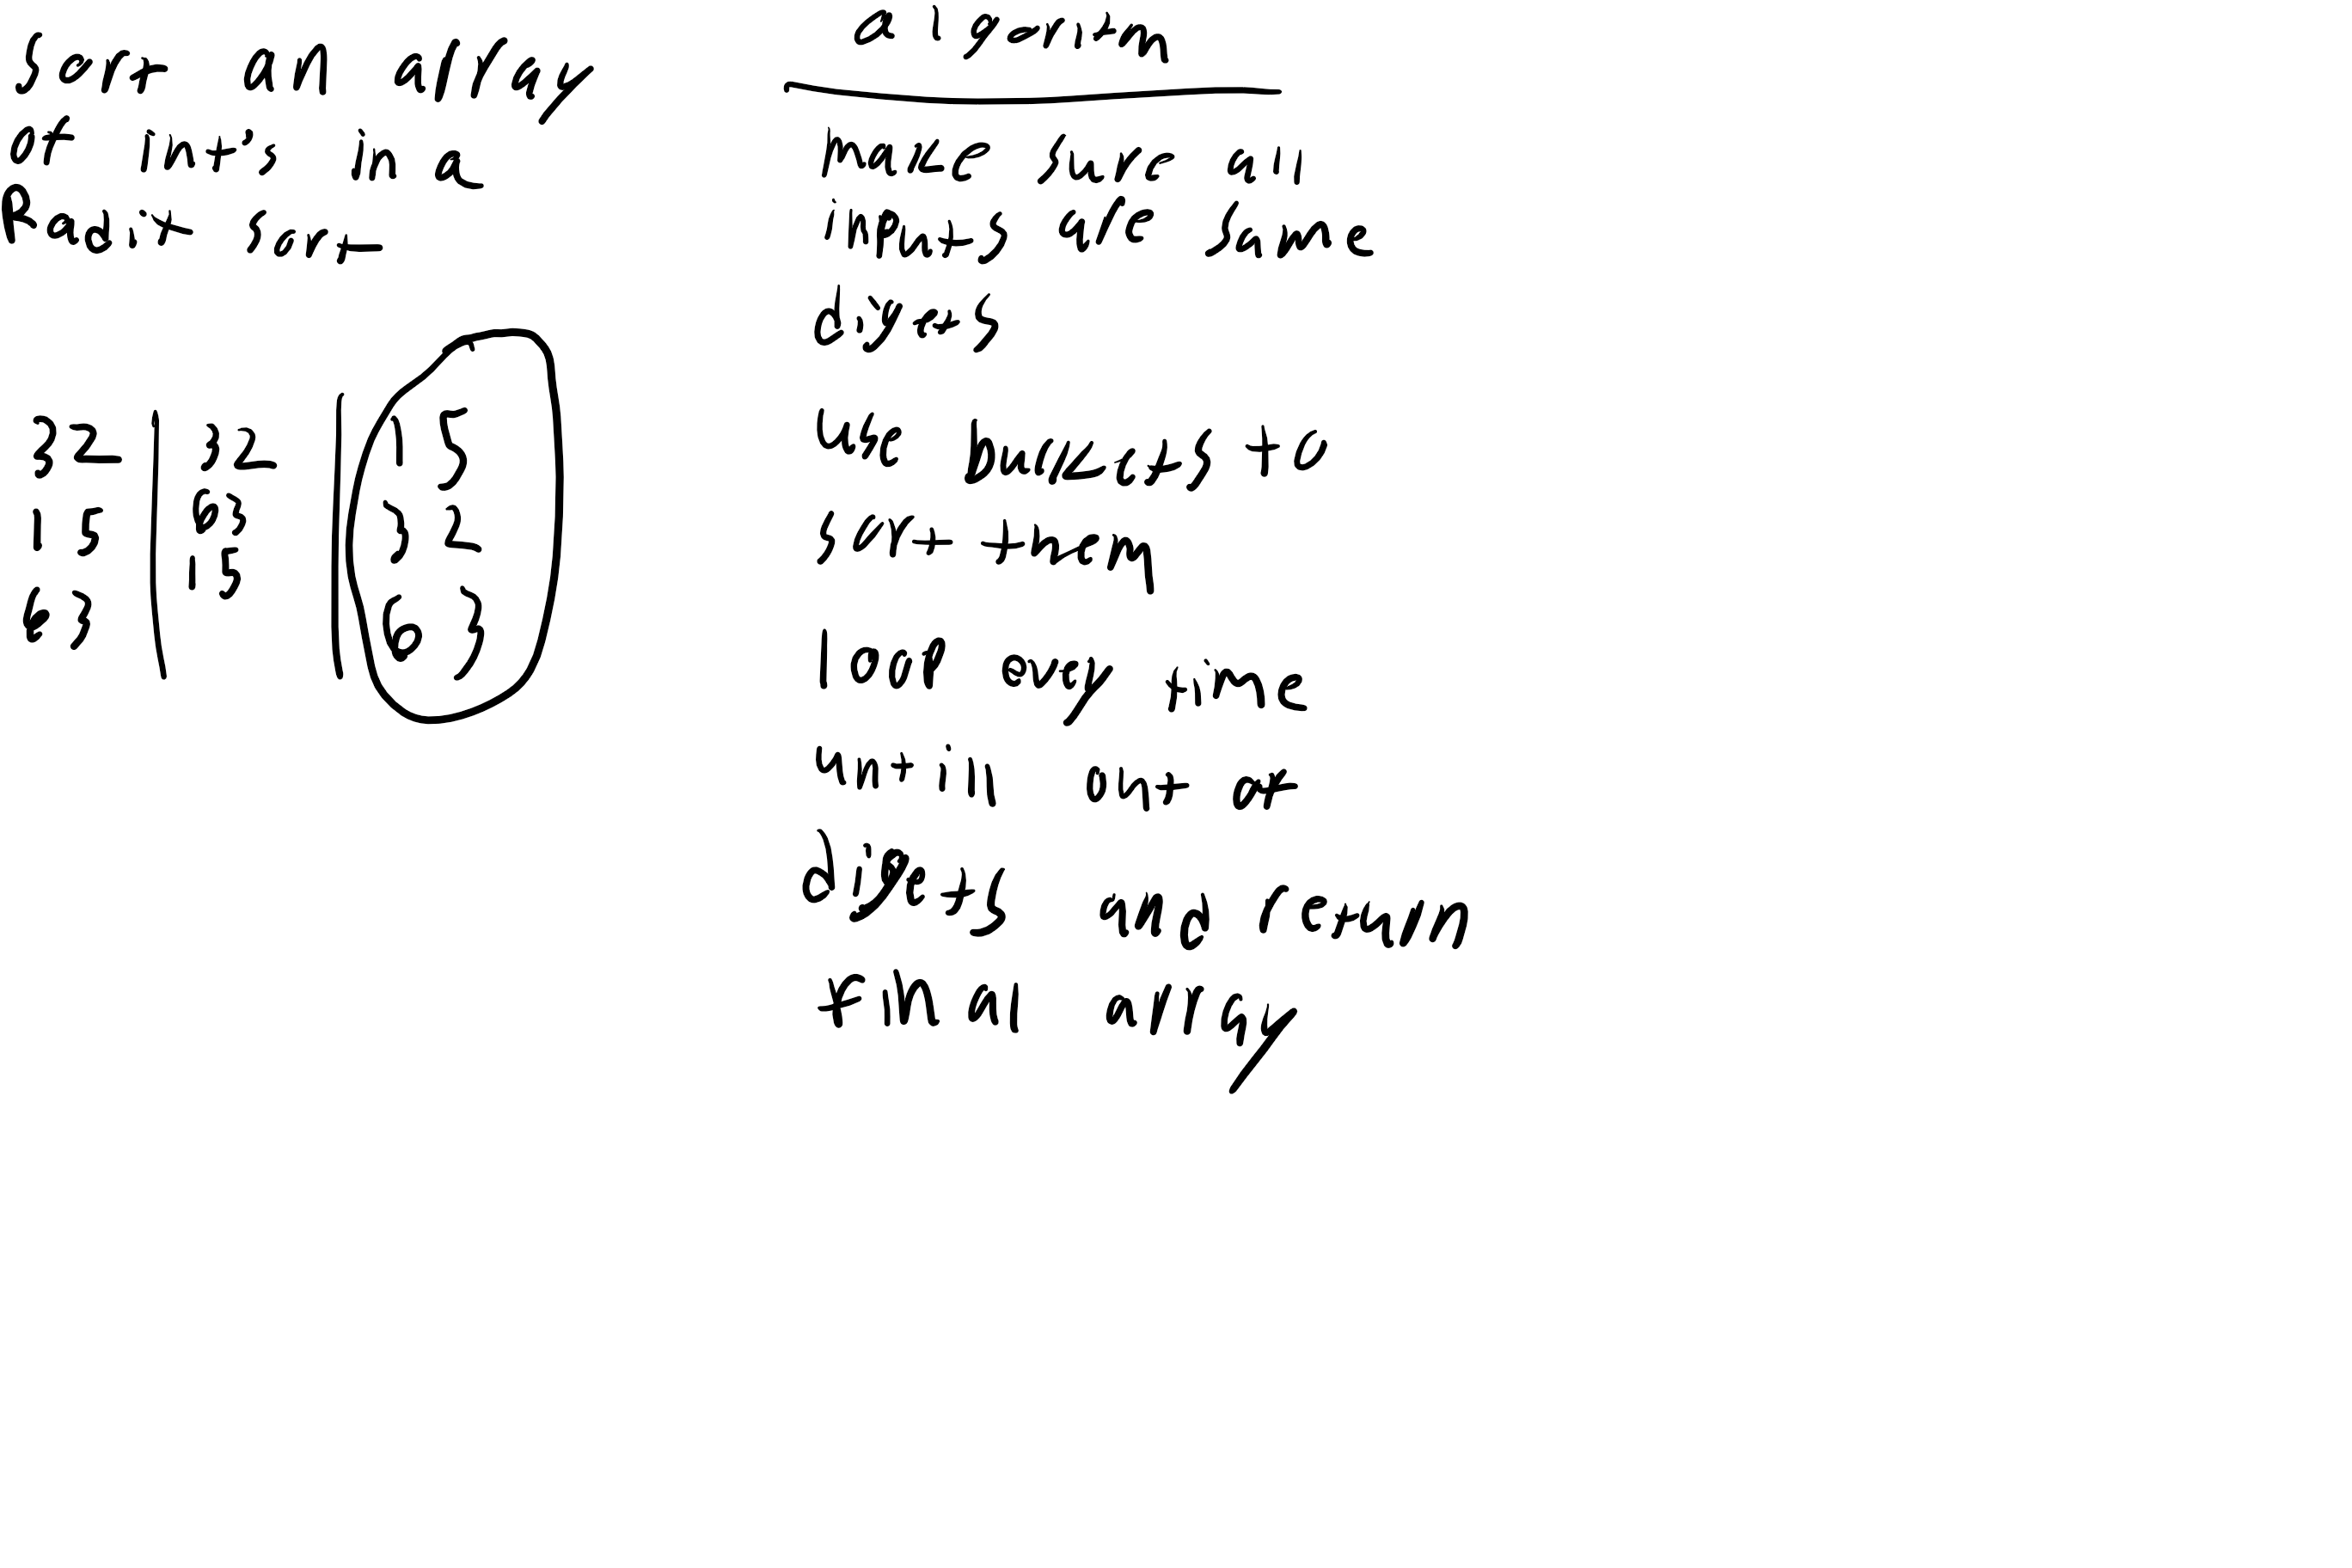 Sort an array
of int's in a
Radix sort
32 | 32 | 15
15 | 63 | 32
63 | 15 | 63
algoritm
make sure all
inputs are same
digets
use buckets to
sort them
loop evey time
until out of
digets and return
final array